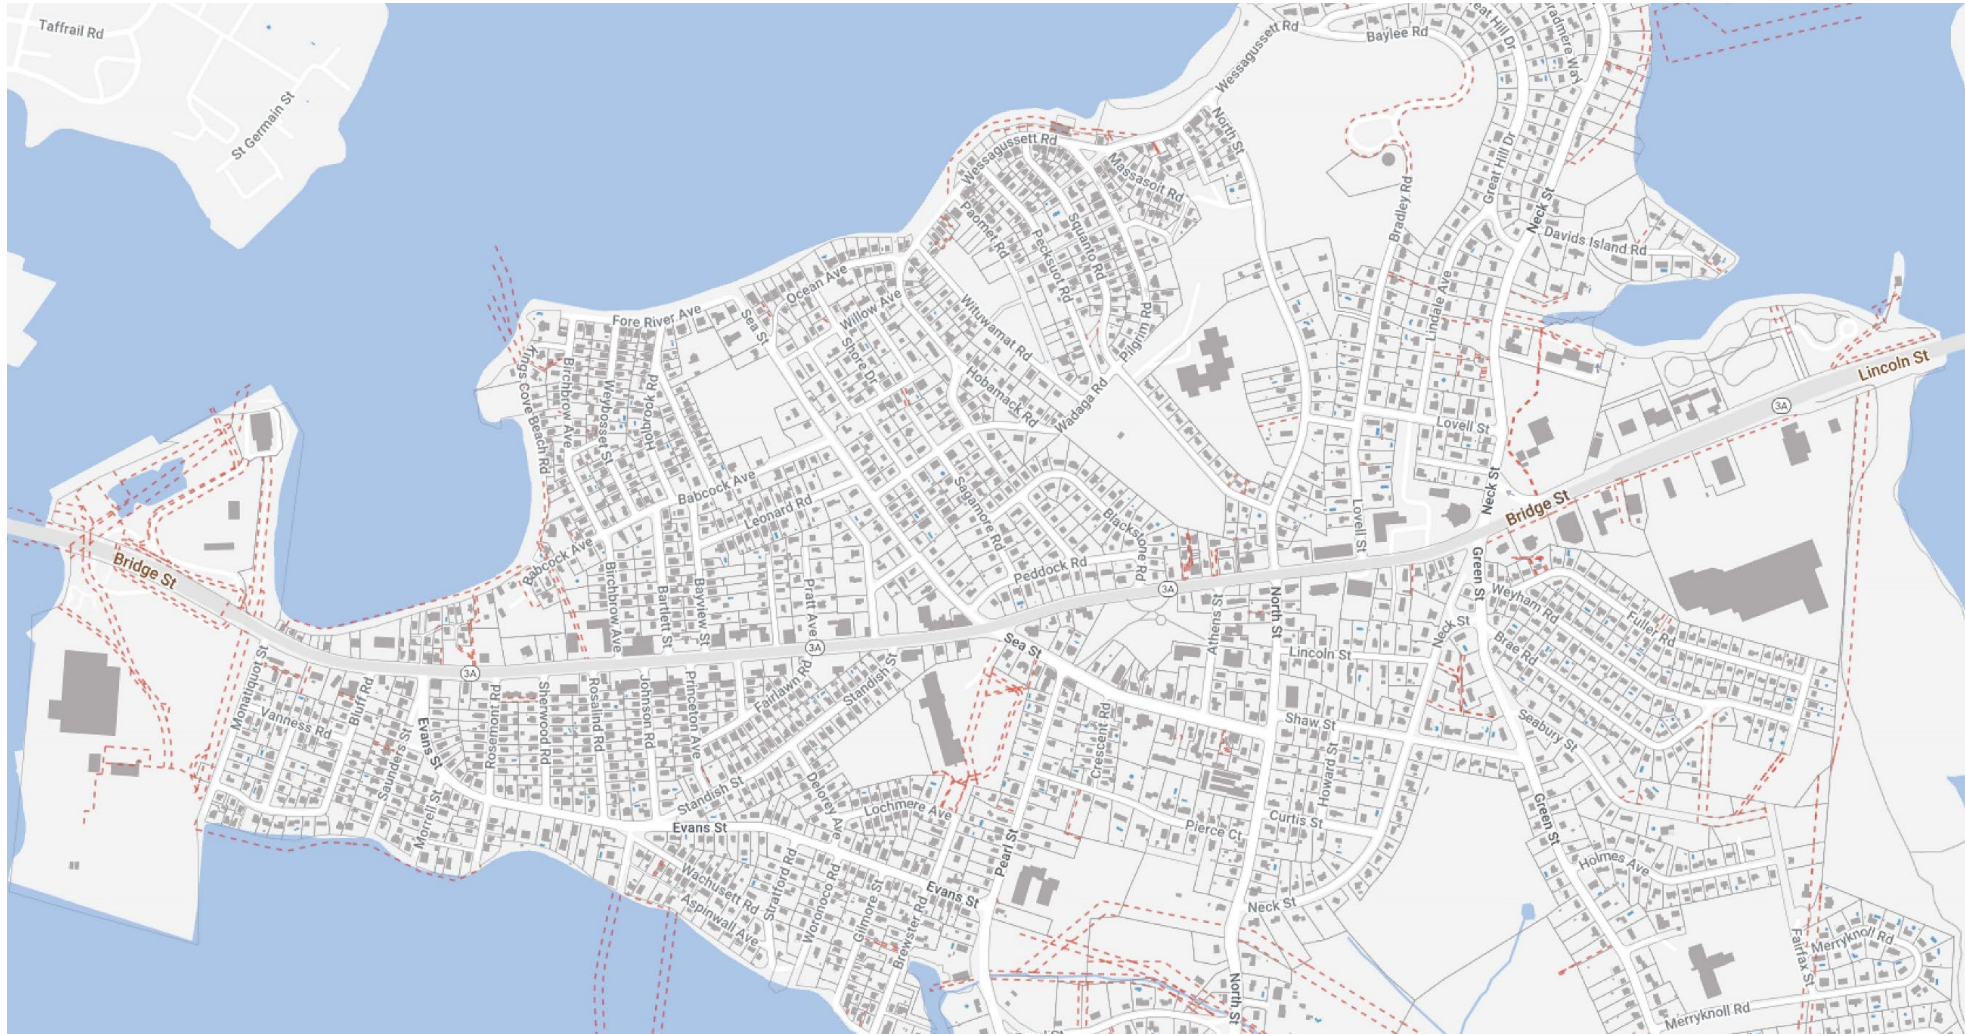 Taffrail Rd
St Germain St
Wessagussett Rd
Baylee Rd
Great Hill Dr
Bradmere Way
North St
Wessagussett Rd
Massasoit Rd
Paomet Rd
Pecksuot Rd
Squanto Rd
Bradley Rd
Great Hill Dr
Neck St
Davids Island Rd
Ocean Ave
Willow Ave
Fore River Ave
Sea St
Shore Dr
Wituwamat Rd
Pilgrim Rd
Lindale Ave
Kings Cove Beach Rd
Birchbrow Ave
Weybosset St
Holbrook Rd
Hobamack Rd
Wadaga Rd
Lincoln St
3A
Lovell St
Babcock Ave
Leonard Rd
Sagamore Rd
Blackstone Rd
Lovell St
Neck St
Bridge St
Bridge St
Babcock Ave
Birchbrow Ave
Bartlett St
Bayview St
Pratt Ave
Peddock Rd
3A
Athens St
North St
Green St
Weyham Rd
Fuller Rd
Neck St
Brae Rd
3A
3A
Sea St
Lincoln St
Monatiquot St
Vanness Rd
Bluff Rd
Saunders St
Evans St
Rosemont Rd
Sherwood Rd
Rosalind Rd
Johnson Rd
Princeton Ave
Fairlawn Rd
Standish St
Crescent Rd
Shaw St
Howard St
Seabury St
Morrell St
Standish St
Delorey Ave
Lochmere Ave
Evans St
Pearl St
Pierce Ct
Curtis St
Green St
Holmes Ave
Wachusett Rd
Aspinwall Ave
Stratford Rd
Woronoco Rd
Gilmore St
Brewster Rd
Evans St
Neck St
North St
Fairfax St
Merryknoll Rd
Merryknoll Rd